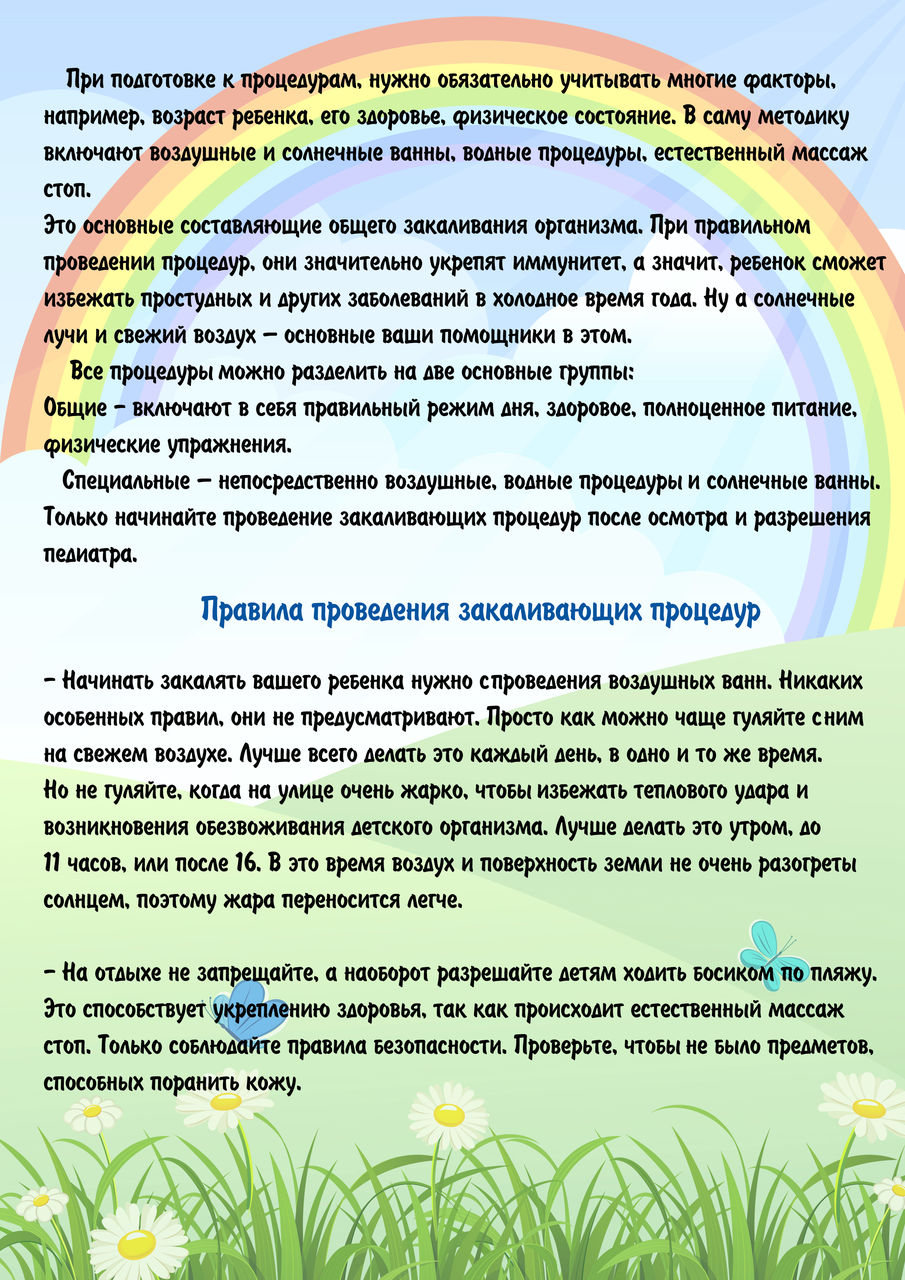 При подготовке к процедурам, нужно обязательно учитывать многие факторы,
например, возраст ребенка, его здоровье, физическое состояние. В саму методику
включают воздушные и солнечные ванны, водные процедуры, естественный массаж
стоп.
Это основные составляющие общего закаливания организма. При правильном
проведении процедур, они значительно укрепят иммунитет, а значит, ребенок сможет
избежать простудных и других заболеваний в холодное время года. Ну а солнечные
лучи и свежий воздух – основные ваши помощники в этом.
Все процедуры можно разделить на две основные группы:
Общие – включают в себя правильный режим дня, здоровое, полноценное питание,
физические упражнения.
Специальные – непосредственно воздушные, водные процедуры и солнечные ванны.
Только начинайте проведение закаливающих процедур после осмотра и разрешения
педиатра.
Правила проведения закаливающих процедур
– Начинать закалять вашего ребенка нужно с проведения воздушных ванн. Никаких
особенных правил, они не предусматривают. Просто как можно чаще гуляйте с ним
на свежем воздухе. Лучше всего делать это каждый день, в одно и то же время.
Но не гуляйте, когда на улице очень жарко, чтобы избежать теплового удара и
возникновения обезвоживания детского организма. Лучше делать это утром, до
11 часов, или после 16. В это время воздух и поверхность земли не очень разогреты
солнцем, поэтому жара переносится легче.
– На отдыхе не запрещайте, а наоборот разрешайте детям ходить босиком по пляжу.
Это способствует укреплению здоровья, так как происходит естественный массаж
стоп. Только соблюдайте правила безопасности. Проверьте, чтобы не было предметов,
способных поранить кожу.